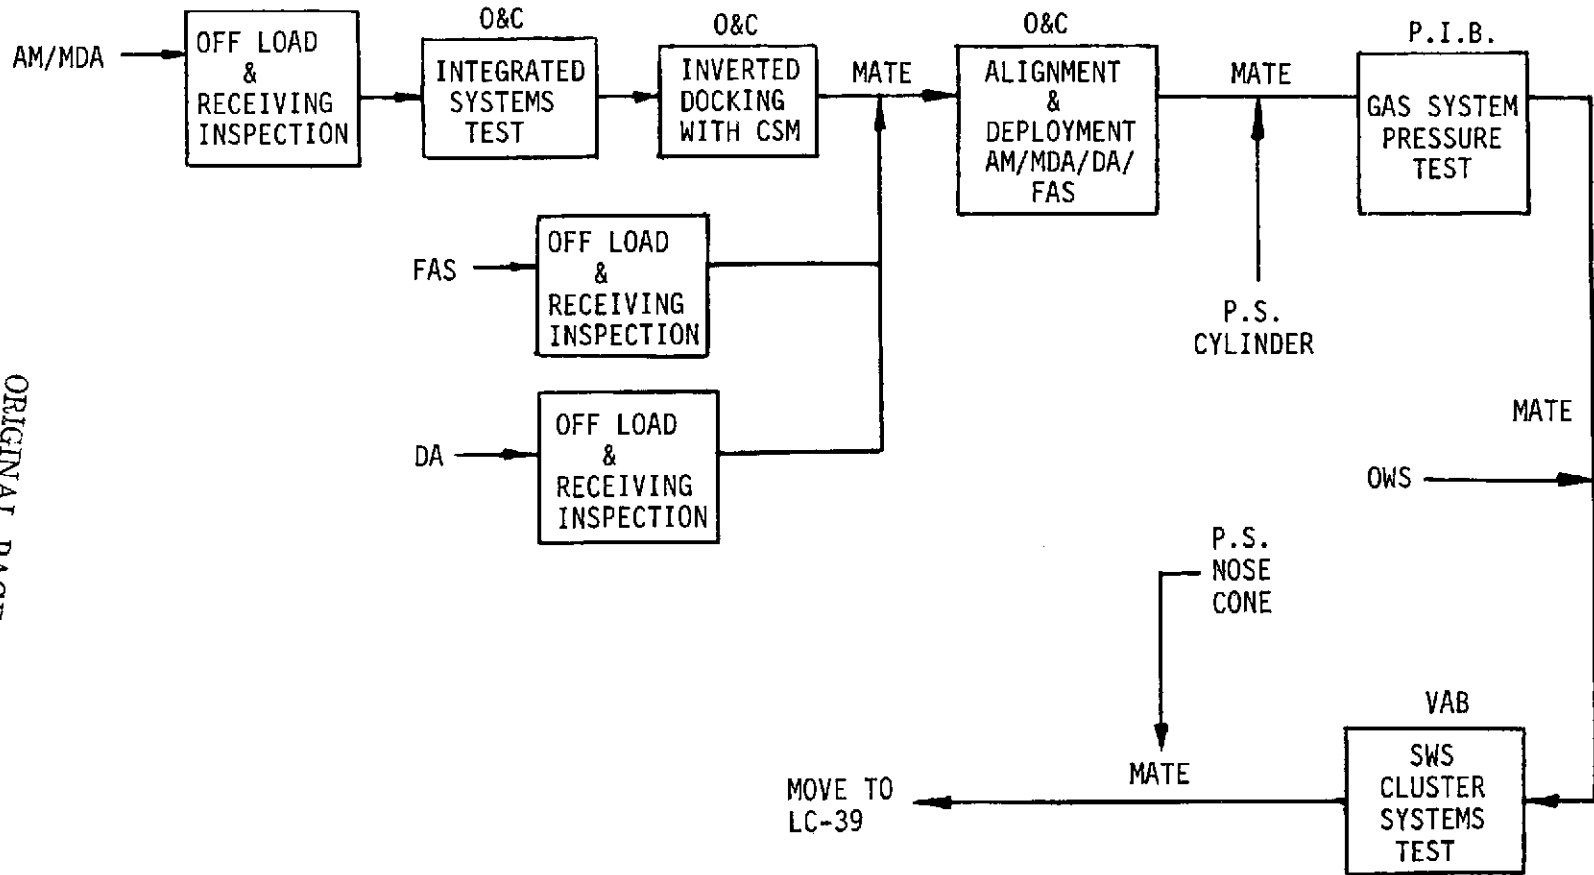 AM/MDA
OFF LOAD
&
RECEIVING
INSPECTION
O&C
INTEGRATED
SYSTEMS
TEST
O&C
INVERTED
DOCKING
WITH CSM
MATE
O&C
ALIGNMENT
&
DEPLOYMENT
AM/MDA/DA/
FAS
MATE
P.I.B.
GAS SYSTEM
PRESSURE
TEST
FAS
OFF LOAD
&
RECEIVING
INSPECTION
P.S.
CYLINDER
DA
OFF LOAD
&
RECEIVING
INSPECTION
MATE
OWS
P.S.
NOSE
CONE
VAB
SWS
CLUSTER
SYSTEMS
TEST
MATE
MOVE TO
LC-39
ORIGINAL PAGE